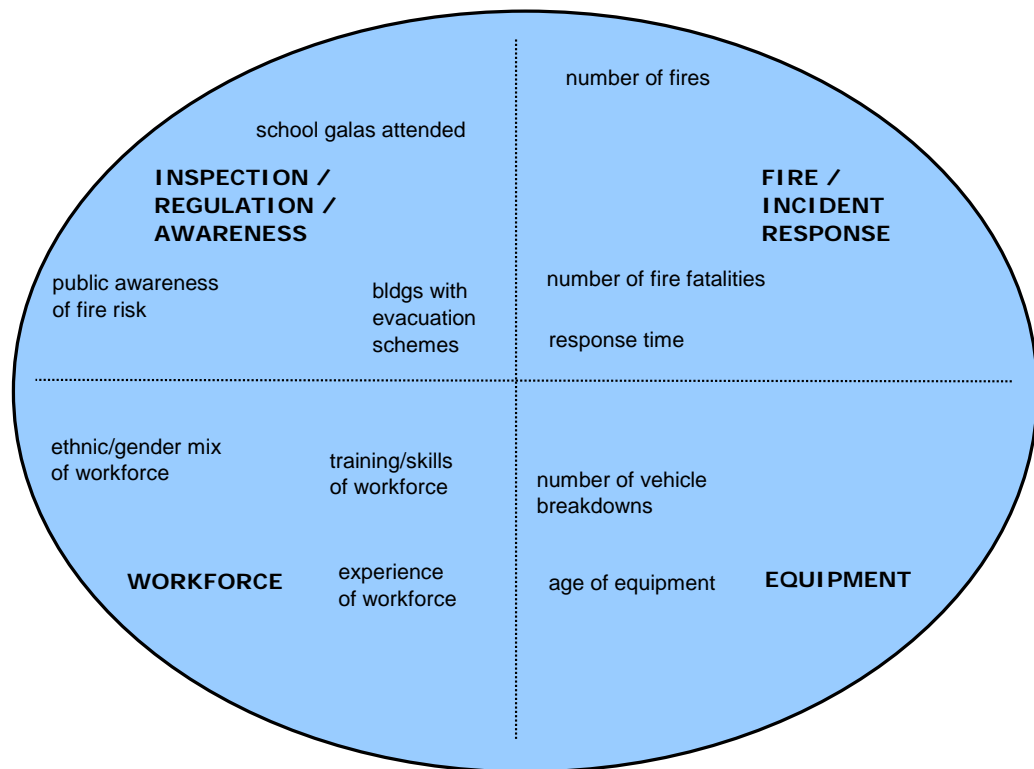 number of fires
school galas attended
INSPECTION /
REGULATION /
AWARENESS
FIRE /
INCIDENT
RESPONSE
public awareness
of fire risk
bldgs with
evacuation
schemes
number of fire fatalities
response time
ethnic/gender mix
of workforce
training/skills
of workforce
number of vehicle
breakdowns
WORKFORCE
experience
of workforce
age of equipment
EQUIPMENT